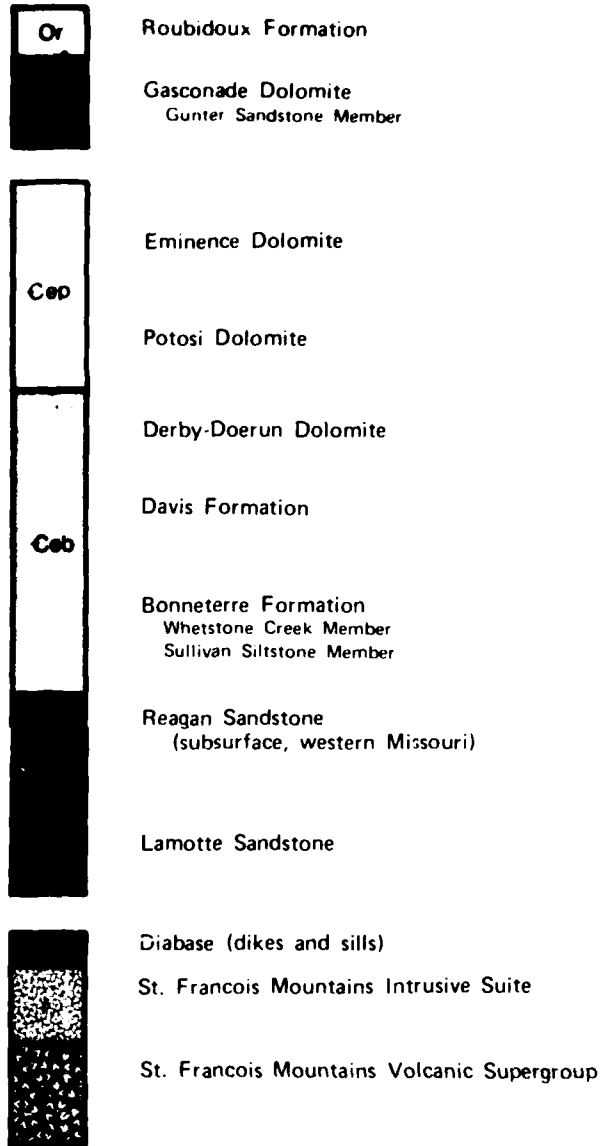 Or Roubidoux Formation
Gasconade Dolomite
Gunter Sandstone Member
Eminence Dolomite
Cep
Potosi Dolomite
Derby-Doerun Dolomite
Davis Formation
Ceb
Bonneterre Formation
Whetstone Creek Member
Sullivan Siltstone Member
Reagan Sandstone
(subsurface, western Missouri)
Lamotte Sandstone
Diabase (dikes and sills)
St. Francois Mountains Intrusive Suite
St. Francois Mountains Volcanic Supergroup